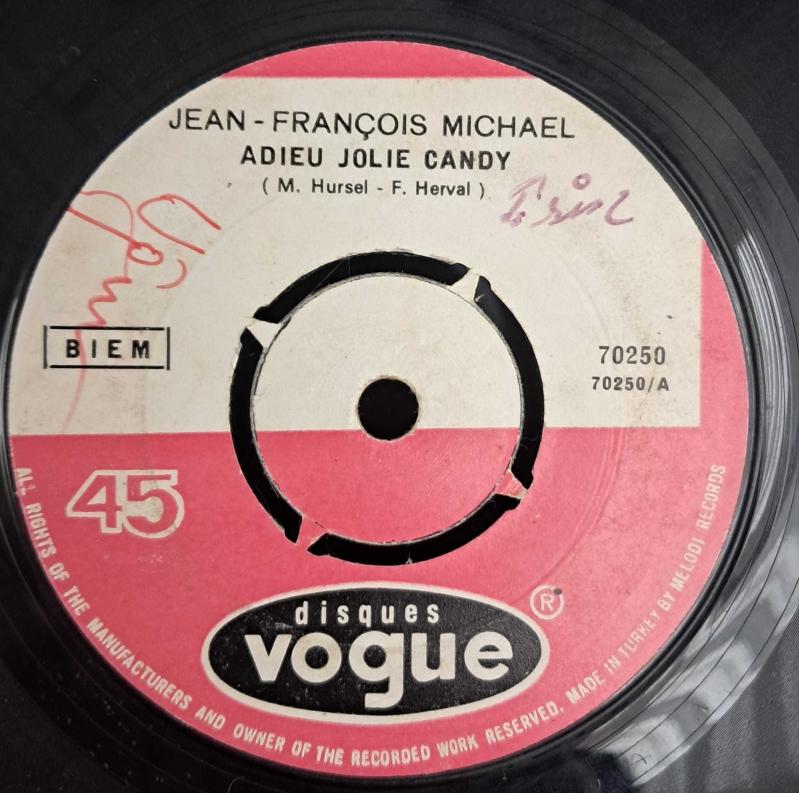 JEAN - FRANÇOIS MICHAEL
ADIEU JOLIE CANDY
( M. Hursel - F. Herval )
BIEM
70250
70250/A
45
disques
vogue
®
ALL RIGHTS OF THE MANUFACTURERS AND OWNER OF THE RECORDED WORK RESERVED. MADE IN TURKEY BY MELODI RECORDS